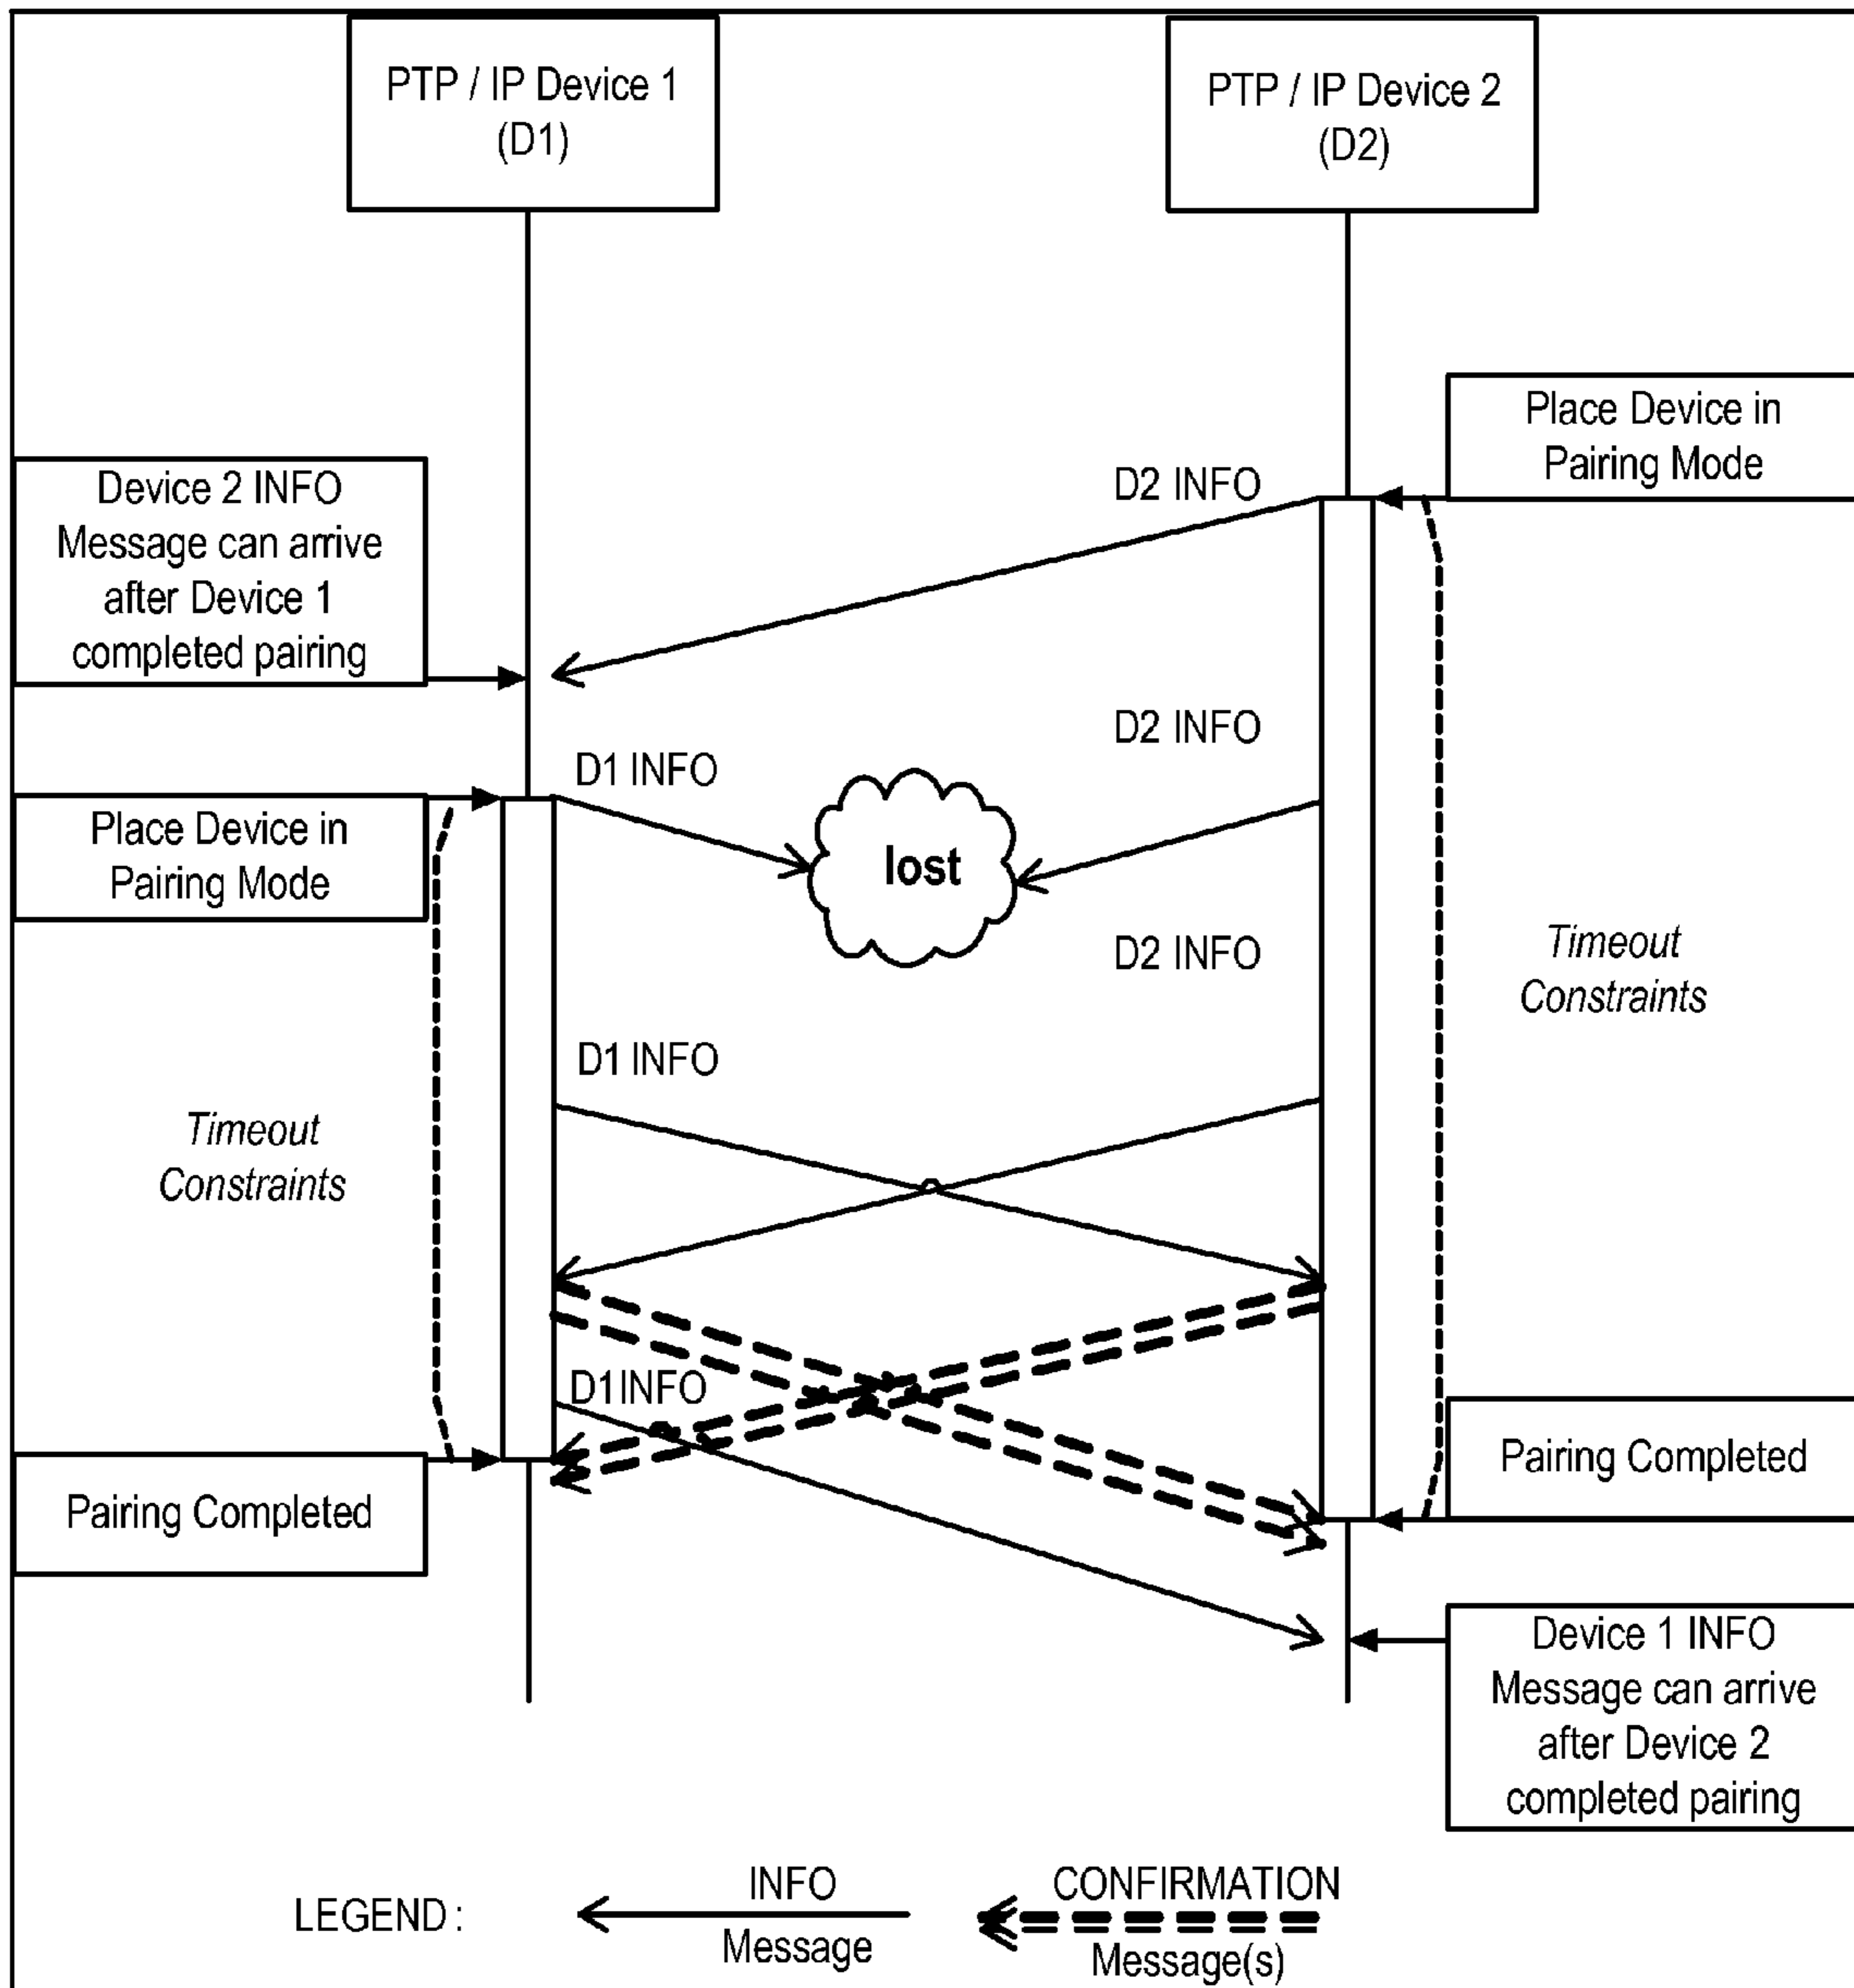 PTP / IP Device 1
(D1)
PTP / IP Device 2
(D2)
Place Device in
Pairing Mode
Device 2 INFO
Message can arrive
after Device 1
completed pairing
D2 INFO
D2 INFO
D1 INFO
Place Device in
Pairing Mode
lost
D2 INFO
Timeout
Constraints
D1 INFO
Timeout
Constraints
D1INFO
Pairing Completed
Pairing Completed
Device 1 INFO
Message can arrive
after Device 2
completed pairing
LEGEND :
INFO
Message
CONFIRMATION
Message(s)